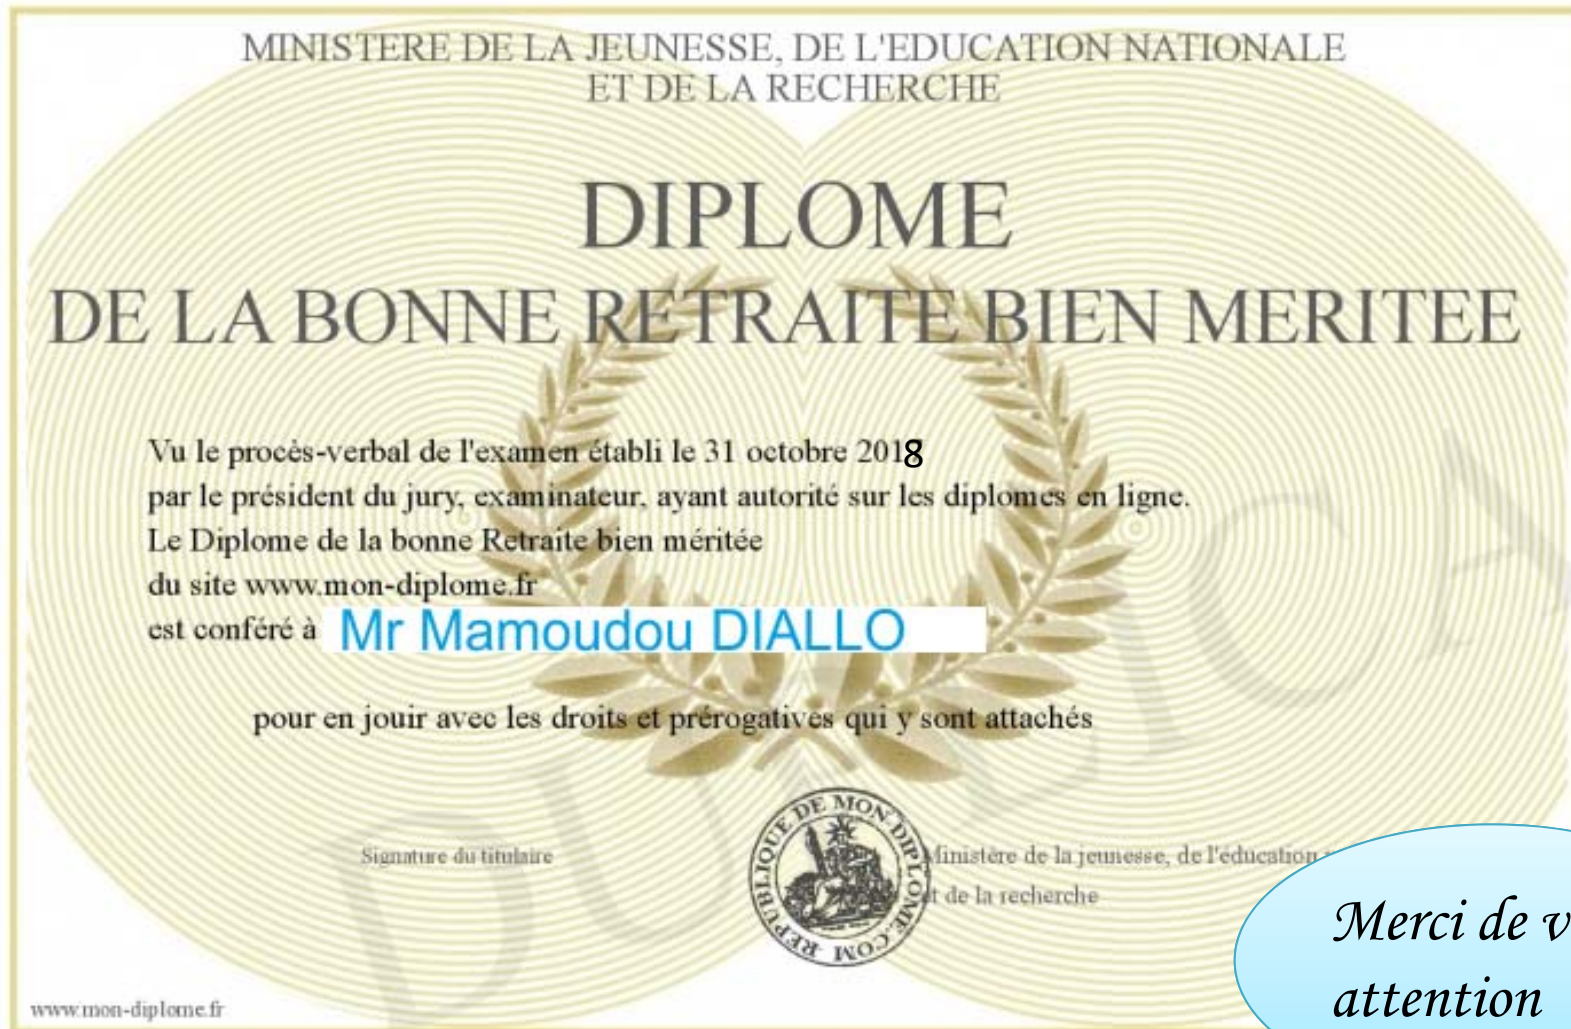 MINISTERE DE LA JEUNESSE, DE L'EDUCATION NATIONALE
ET DE LA RECHERCHE
DIPLOME
DE LA BONNE RETRAITE BIEN MERITEE
Vu le procès-verbal de l'examen établi le 31 octobre 2018
par le président du jury, examinateur, ayant autorité sur les diplomes en ligne.
Le Diplome de la bonne Retraite bien méritée
du site www.mon-diplome.fr
est conféré à Mr Mamoudou DIALLO
pour en jouir avec les droits et prérogatives qui y sont attachés
Signature du titulaire
Ministère de la jeunesse, de l'éducation
et de la recherche
REPUBLIQUE DE MON-DIPLOME.COM
Merci de
attention
www.mon-diplome.fr